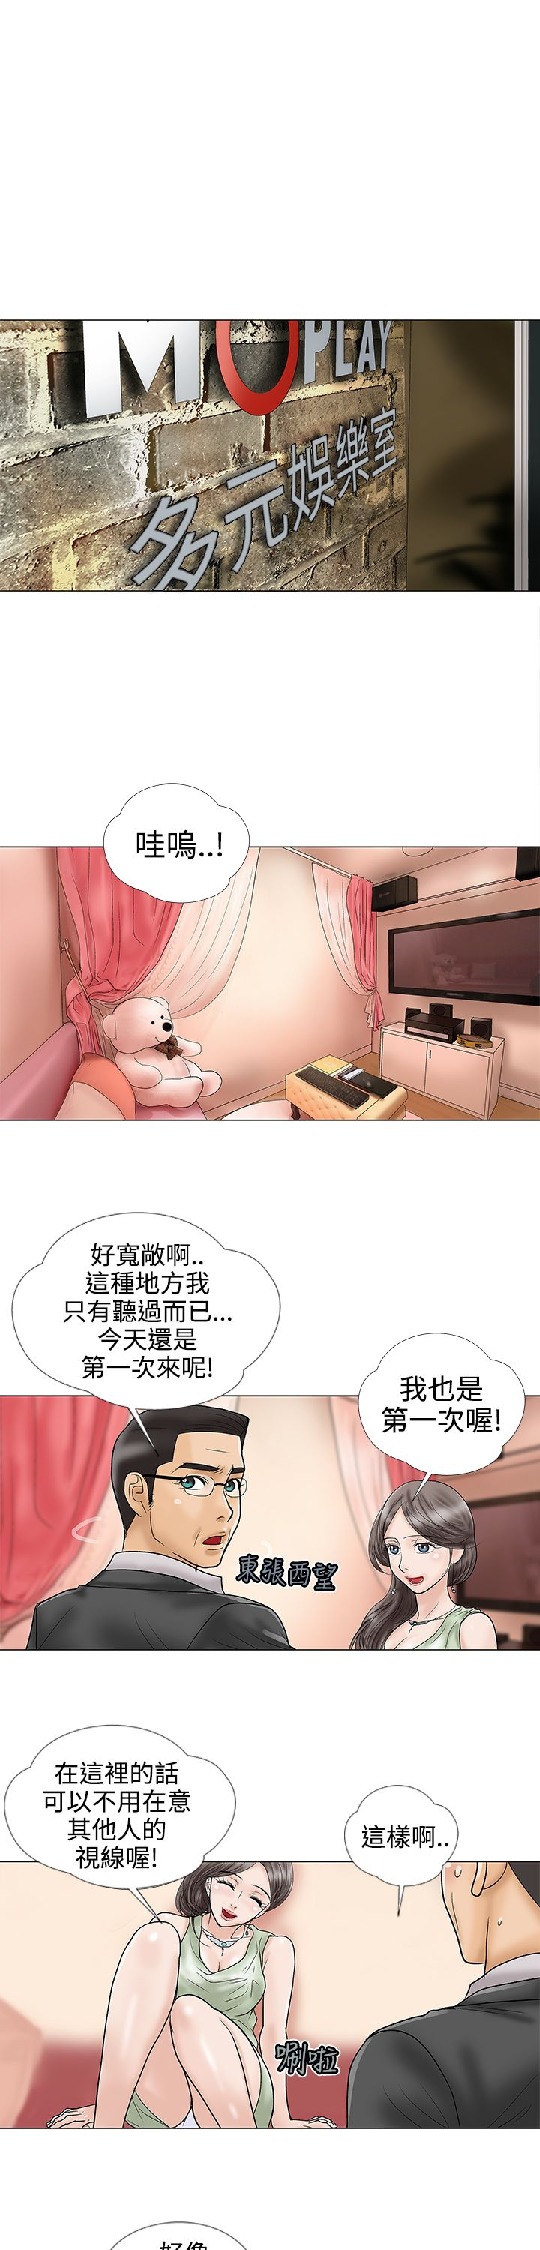 MO
PLAY
多元娛樂室
哇嗚..!
好寬敞啊..
這種地方我
只有聽過而已...
今天還是
第一次來呢!
我也是
第一次喔!
東張西望
在這裡的話
可以不用在意
其他人的
視線喔!
這樣啊..
唰啦
好像